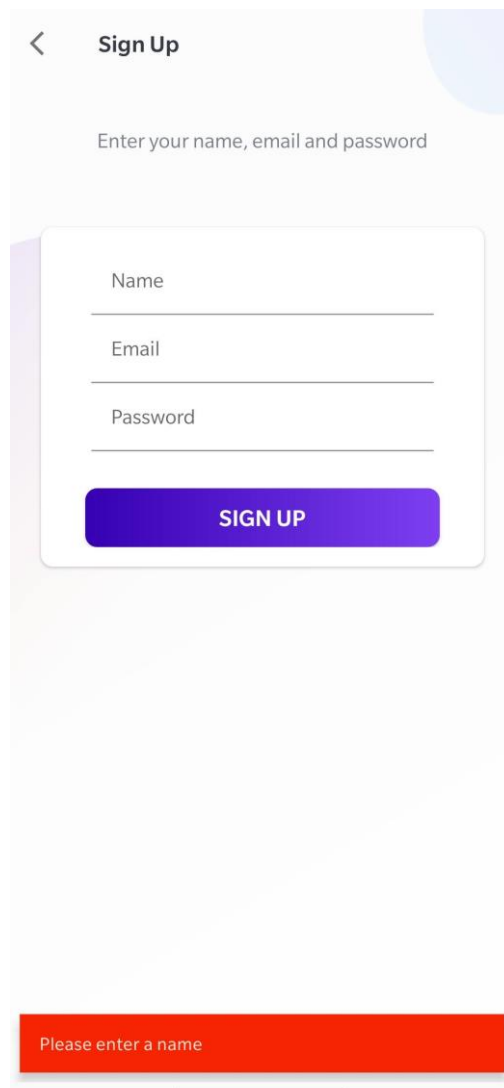 Sign Up
Enter your name, email and password
Name
Email
Password
SIGN UP
Please enter a name